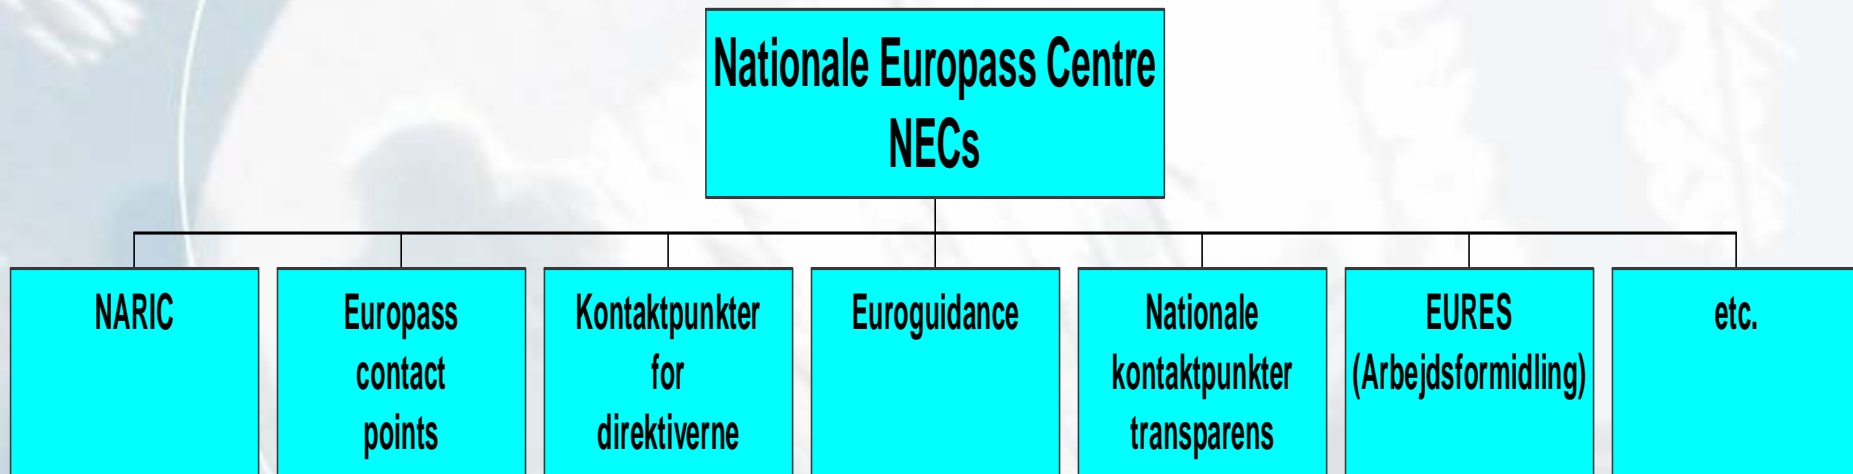 Nationale Europass Centre
NECs
NARIC
Europass
contact
points
Kontaktpunkter
for
direktiverne
Euroguidance
Nationale
kontaktpunkter
transparens
EURES
(Arbejdsformidling)
etc.